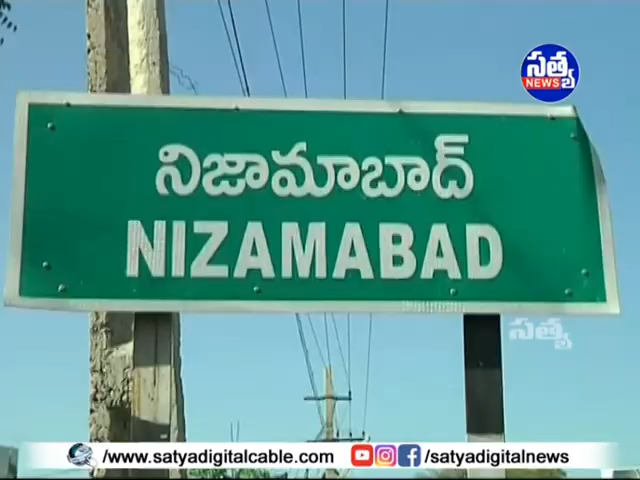 సత్య
NEWS
నిజామాబాద్
NIZAMABAD
సత్య
/www.satyadigitalcable.com/
/satyadigitalnews